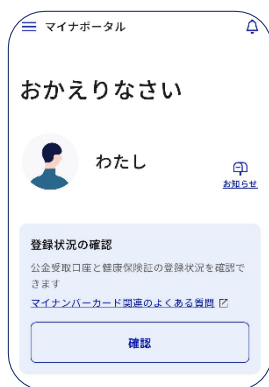 マイナポータル
おかえりなさい
わたし
お知らせ
登録状況の確認
公金受取口座と健康保険証の登録状況を確認で
きます
マイナンバーカード関連のよくある質問
確認